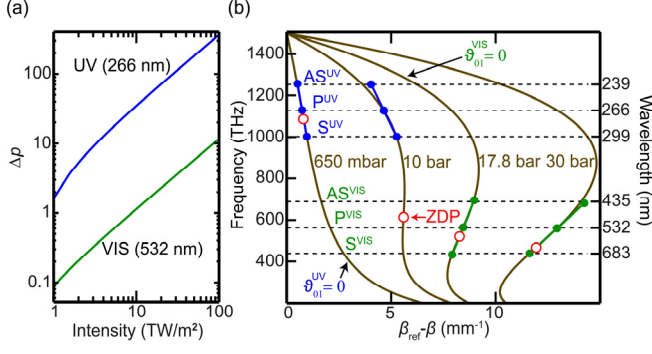 (a)
100
10
1
0.1
Δp
UV (266 nm)
VIS (532 nm)
1
10
100
Intensity (TW/m²)
(b)
1400
1200
1000
800
600
400
Frequency (THz)
ϑ₀₁^VIS = 0
AS^UV
P^UV
S^UV
650 mbar
10 bar
17.8 bar
30 bar
AS^VIS
P^VIS
S^VIS
←ZDP
ϑ₀₁^UV = 0
239
266
299
435
532
683
Wavelength (nm)
0
5
10
β_ref-β (mm⁻¹)